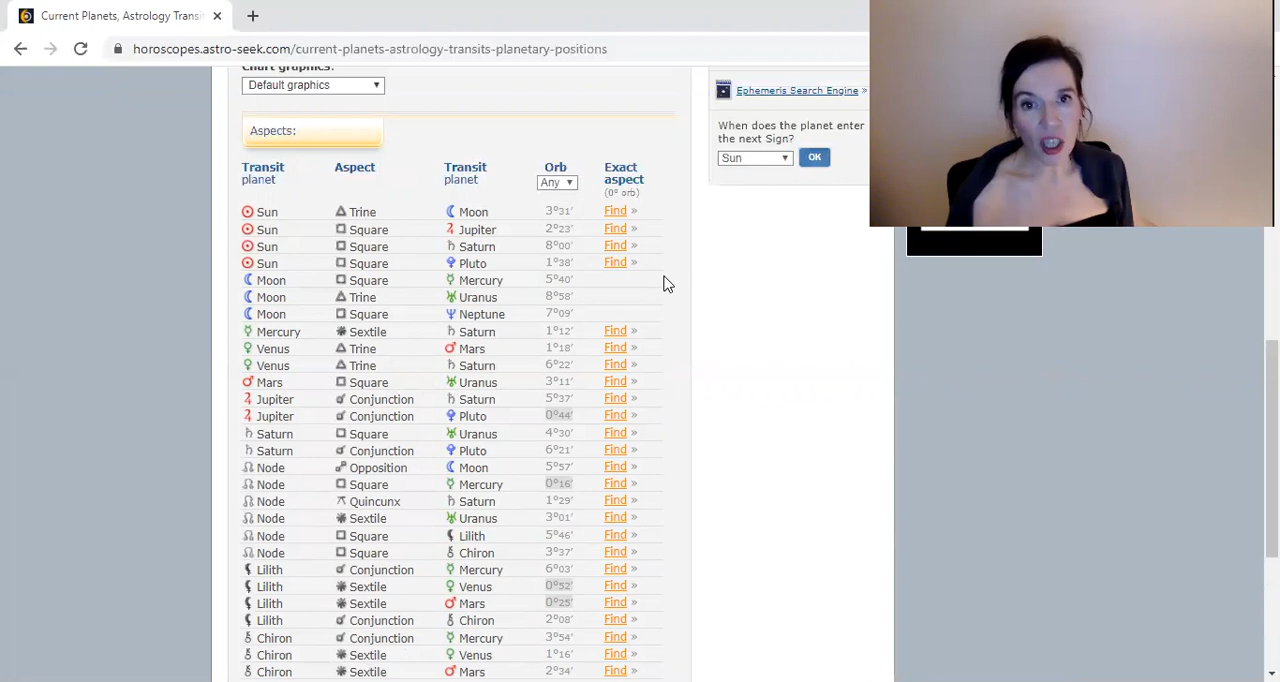 Current Planets, Astrology Transit
horoscopes.astro-seek.com/current-planets-astrology-transits-planetary-positions
Chart graphics:
Default graphics
Aspects:
Transit planet Aspect Transit planet Orb Exact aspect
Any (0° orb)
Sun Trine Moon 3°31' Find »
Sun Square Jupiter 2°23' Find »
Sun Square Saturn 8°00' Find »
Sun Square Pluto 1°38' Find »
Moon Square Mercury 5°40'
Moon Trine Uranus 8°58'
Moon Square Neptune 7°09'
Mercury Sextile Saturn 1°12' Find »
Venus Trine Mars 1°18' Find »
Venus Trine Saturn 6°22' Find »
Mars Square Uranus 3°11' Find »
Jupiter Conjunction Saturn 5°37' Find »
Jupiter Conjunction Pluto 0°44' Find »
Saturn Square Uranus 4°30' Find »
Saturn Conjunction Pluto 6°21' Find »
Node Opposition Moon 5°57' Find »
Node Square Mercury 0°16' Find »
Node Quincunx Saturn 1°29' Find »
Node Sextile Uranus 3°01' Find »
Node Square Lilith 5°46' Find »
Node Square Chiron 3°37' Find »
Lilith Conjunction Mercury 6°03' Find »
Lilith Sextile Venus 0°52' Find »
Lilith Sextile Mars 0°25' Find »
Lilith Conjunction Chiron 2°08' Find »
Chiron Conjunction Mercury 3°54' Find »
Chiron Sextile Venus 1°16' Find »
Chiron Sextile Mars 2°34' Find »
Ephemeris Search Engine »
When does the planet enter
the next Sign?
Sun OK